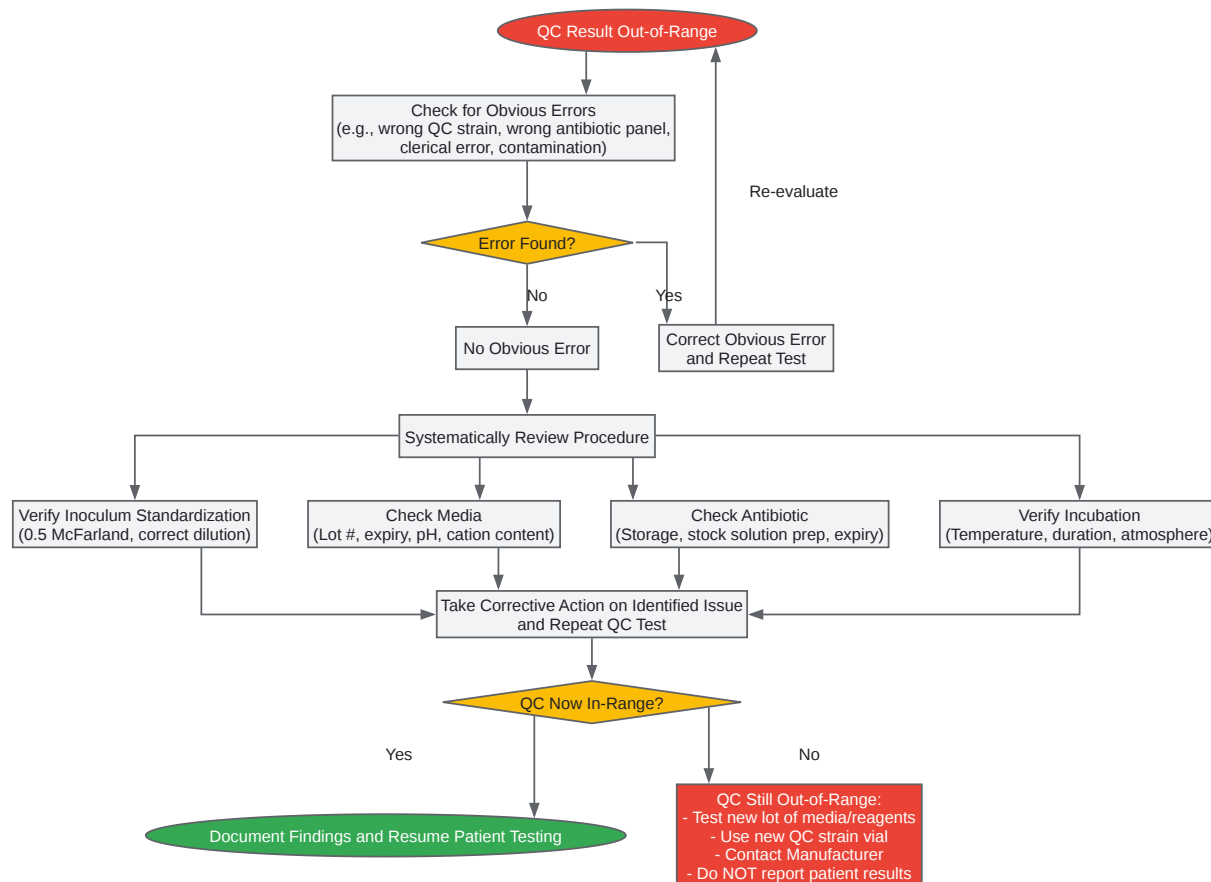 QC Result Out-of-Range
Check for Obvious Errors
(e.g., wrong QC strain, wrong antibiotic panel,
clerical error, contamination)
Re-evaluate
Error Found?
No
Yes
No Obvious Error
Correct Obvious Error
and Repeat Test
Systematically Review Procedure
Verify Inoculum Standardization
(0.5 McFarland, correct dilution)
Check Media
(Lot #, expiry, pH, cation content)
Check Antibiotic
(Storage, stock solution prep, expiry)
Verify Incubation
(Temperature, duration, atmosphere)
Take Corrective Action on Identified Issue
and Repeat QC Test
QC Now In-Range?
Yes
No
Document Findings and Resume Patient Testing
QC Still Out-of-Range:
- Test new lot of media/reagents
- Use new QC strain vial
- Contact Manufacturer
- Do NOT report patient results